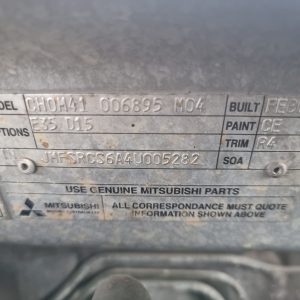 DEL CH0H41 006895 M04 BUILT FEB
TIONS E35 D15 PAINT CE
TRIM R4
JMFSRCS6A4U005282 SOA
USE GENUINE MITSUBISHI PARTS
MITSUBISHI ALL CORRESPONDENCE MUST QUOTE
INFORMATION SHOWN ABOVE